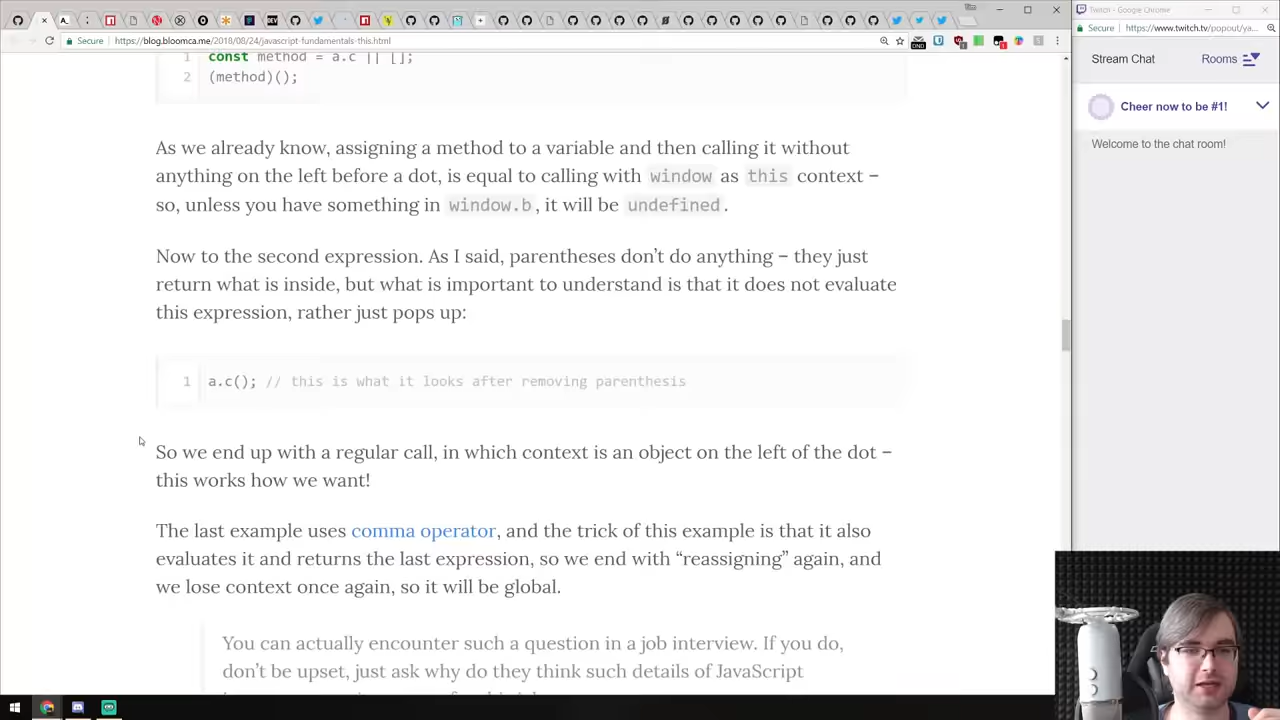 Twitch - Google Chrome
Secure
https://blog.bloomca.me/2018/08/24/javascript-fundamentals-this.html
Secure
https://www.twitch.tv/popout/ya...
Stream Chat
Rooms
Cheer now to be #1!
Welcome to the chat room!
1 const method = a.c || [];
2 (method)();
As we already know, assigning a method to a variable and then calling it without
anything on the left before a dot, is equal to calling with window as this context –
so, unless you have something in window.b, it will be undefined.
Now to the second expression. As I said, parentheses don't do anything – they just
return what is inside, but what is important to understand is that it does not evaluate
this expression, rather just pops up:
1 a.c(); // this is what it looks after removing parenthesis
So we end up with a regular call, in which context is an object on the left of the dot –
this works how we want!
The last example uses comma operator, and the trick of this example is that it also
evaluates it and returns the last expression, so we end with “reassigning” again, and
we lose context once again, so it will be global.
You can actually encounter such a question in a job interview. If you do,
don't be upset, just ask why do they think such details of JavaScript